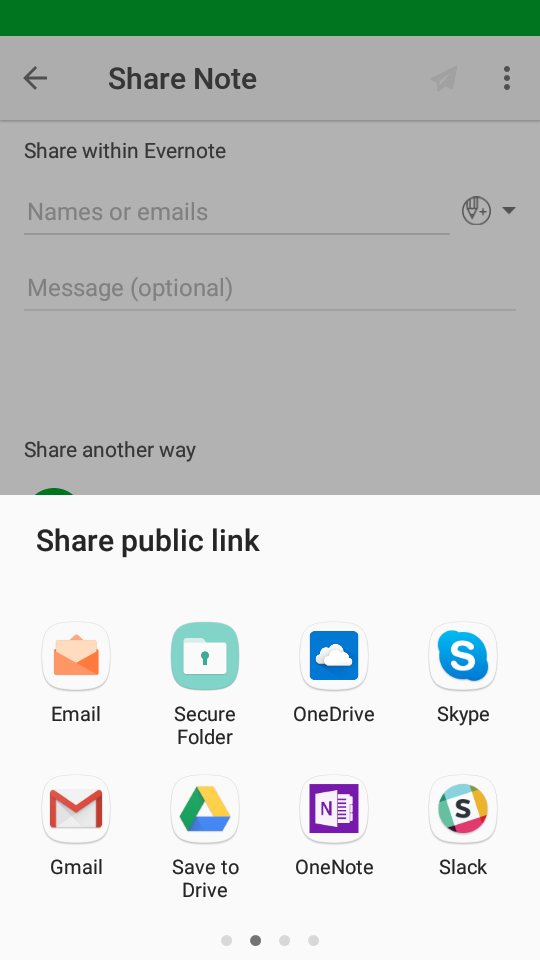 Share Note
Share within Evernote
Names or emails
Message (optional)
Share another way
Share public link
Email
Secure
Folder
OneDrive
Skype
Gmail
Save to
Drive
OneNote
Slack